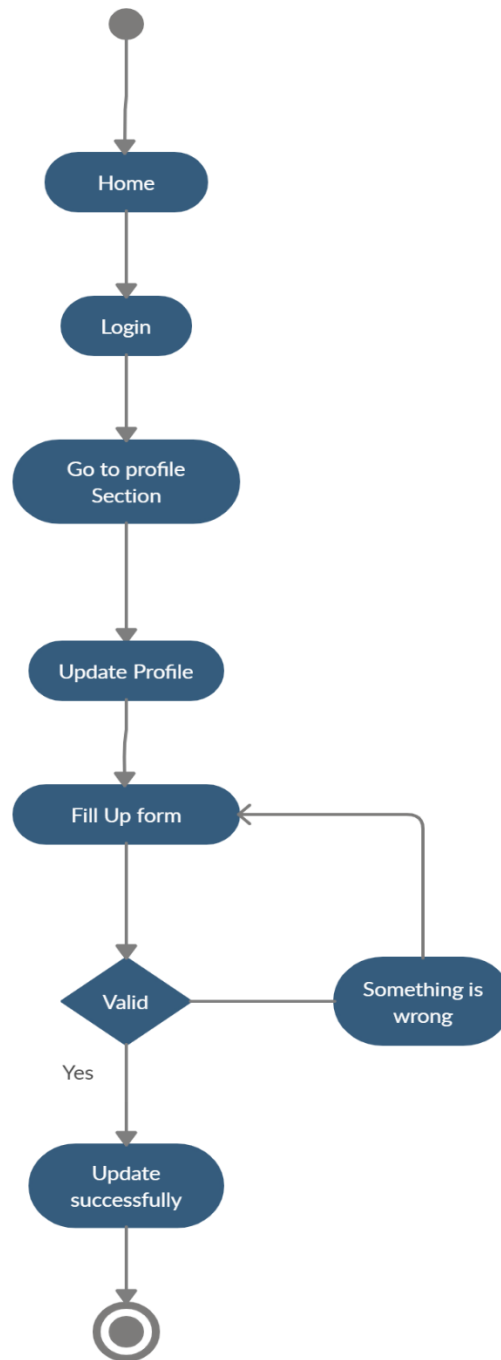 Home
Login
Go to profile
Section
Update Profile
Fill Up form
Valid
Something is
wrong
Yes
Update
successfully